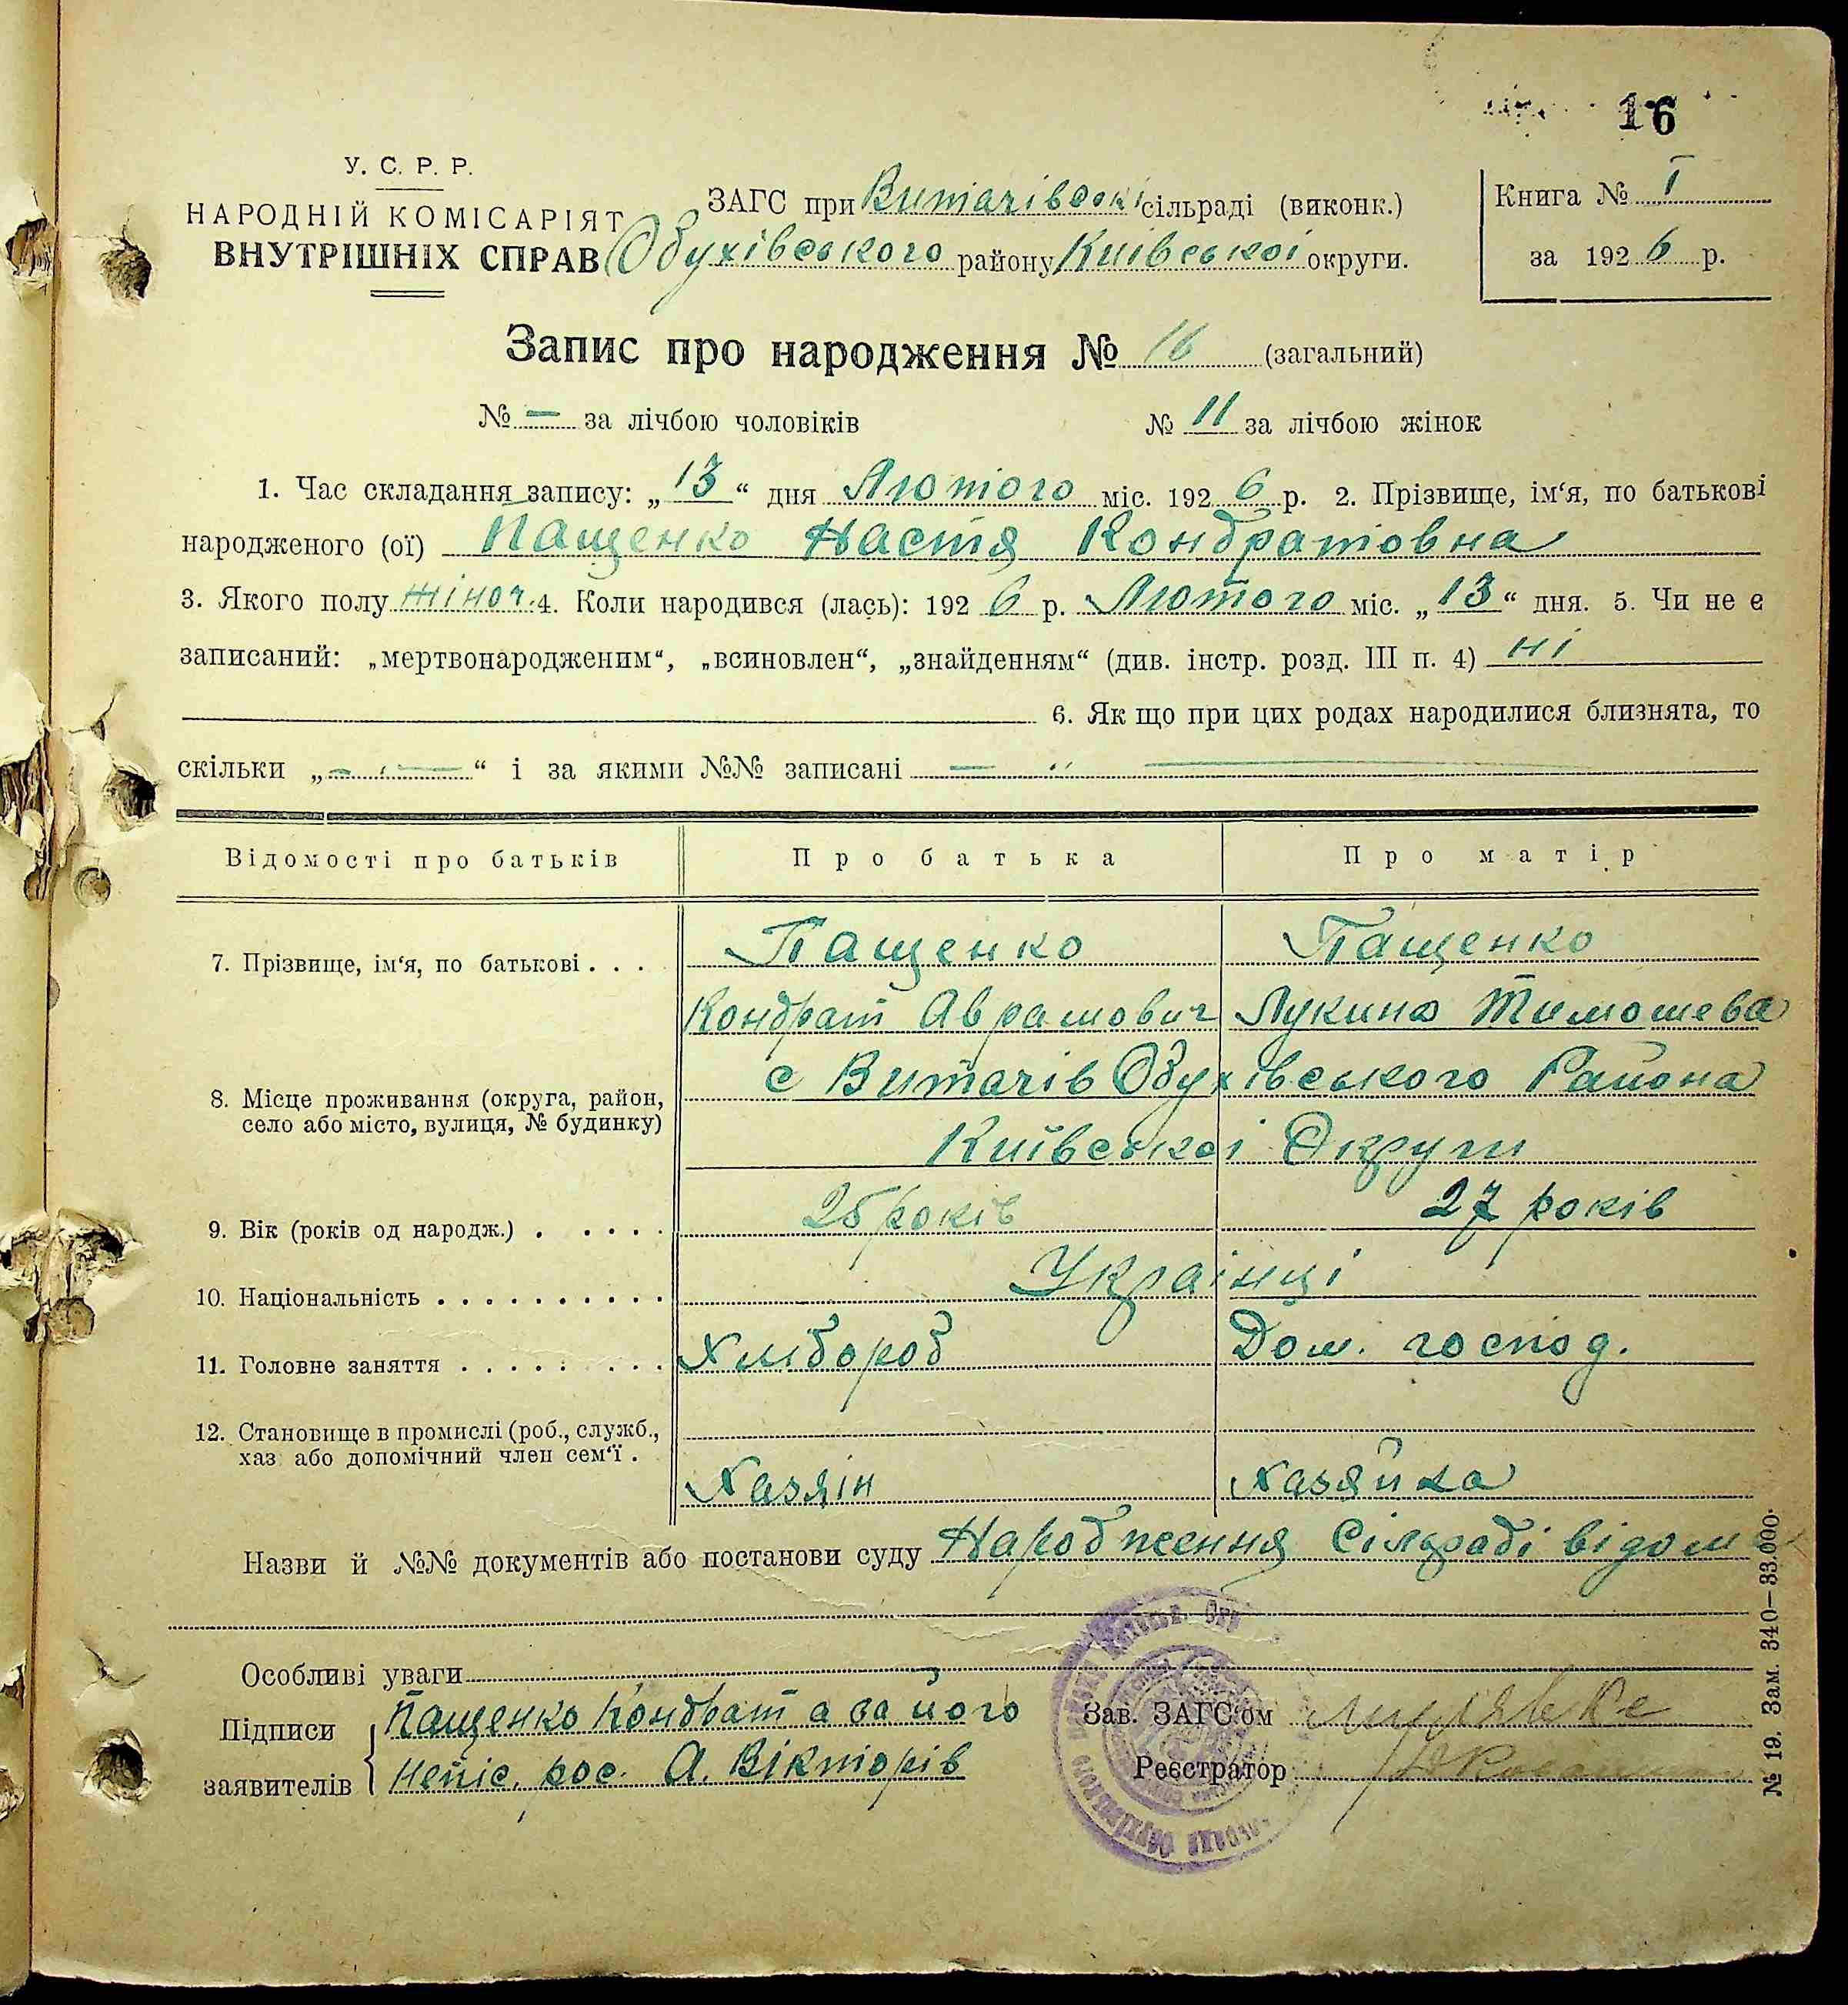 16
У. С. Р. Р.
НАРОДНІЙ КОМІСАРІЯТ
ВНУТРІШНІХ СПРАВ
ЗАГС при Витачівські сільраді (виконк.)
Обухівського району Київської округи.
Книга № I
за 1926 р.
Запис про народження № 16 (загальний)
№ — за лічбою чоловіків № 11 за лічбою жінок
1. Час складання запису: „13“ дня Лютого міс. 1926 р. 2. Прізвище, ім‘я, по батькові
народженого (ої) Пащенко Настя Кондратовна
3. Якого полу жіноч. 4. Коли народився (лась): 1926 р. Лютого міс. „13“ дня. 5. Чи не є
записаний: „мертвонародженим“, „всиновлен“, „знайденням“ (див. інстр. розд. III п. 4) ні
6. Як що при цих родах народилися близнята, то
скільки „— „ —“ і за якими №№ записані — „ —
Відомості про батьків Про батька Про матір
7. Прізвище, ім‘я, по батькові . . . Пащенко Пащенко
Кондрат Аврамович Лукина Тимошева
8. Місце проживання (округа, район, село або місто, вулиця, № будинку) с Витачів Обухівського Района
Київської Округи
9. Вік (років од народж.) . . . . . 25 років 27 років
10. Національність . . . . . . . . . . Українці
11. Головне заняття . . . . . . . . Хлібороб Дом. господ.
12. Становище в промислі (роб., служб.,
хаз. або допомічний член сем‘ї . Хазяін хазяйка
Назви й №№ документів або постанови суду Народження Сілраді відом
Особливі уваги
Підписи заявителів Пащенко Кондрат а за його
Непіс. рос. А. Вікторів
Зав. ЗАГС‘ом
Реєстратор
№ 19. Зам. 340—33.000.